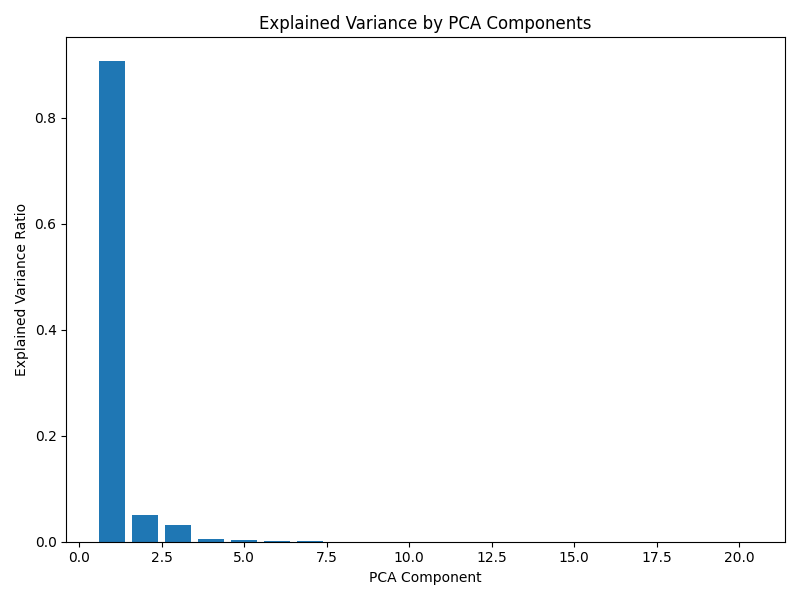 Explained Variance by PCA Components
Explained Variance Ratio
0.8
0.6
0.4
0.2
0.0
0.0 2.5 5.0 7.5 10.0 12.5 15.0 17.5 20.0
PCA Component